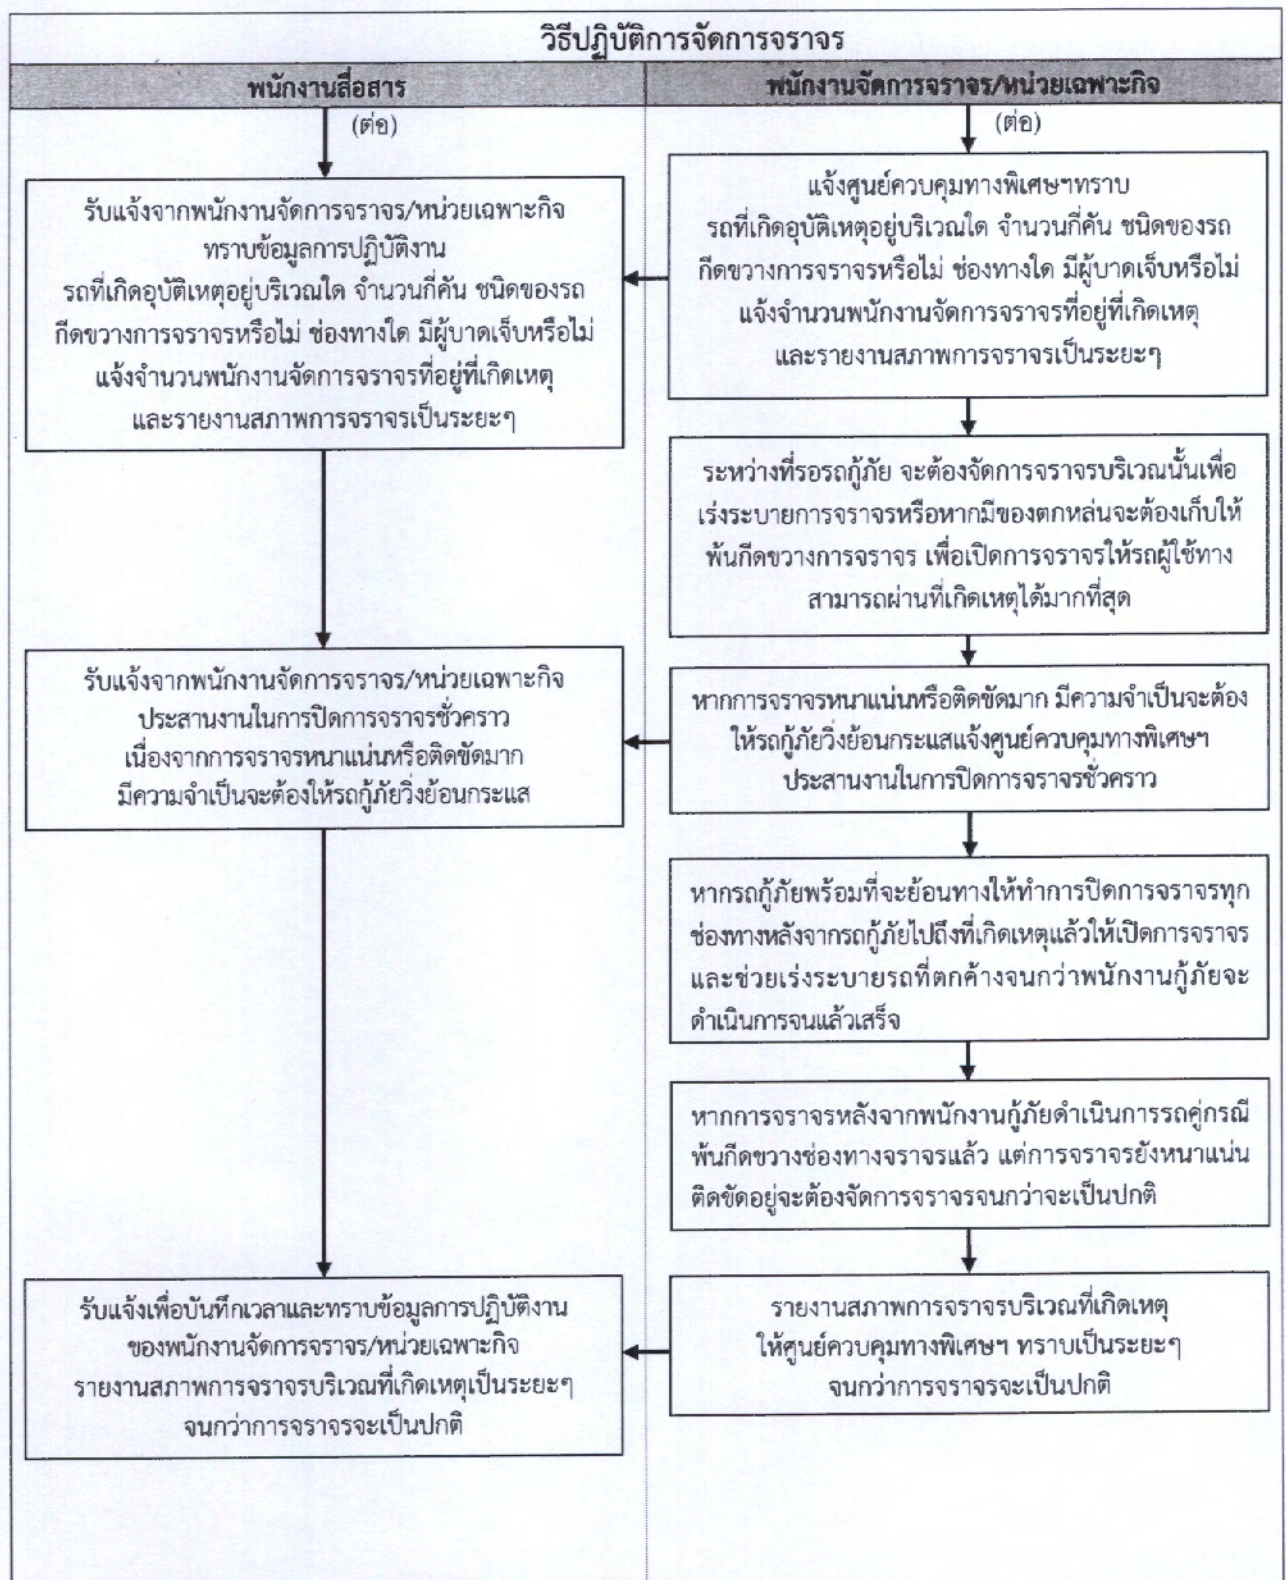 วิธีปฏิบัติการจัดการจราจร
พนักงานสื่อสาร
พนักงานจัดการจราจร/หน่วยเฉพาะกิจ
(ต่อ)
(ต่อ)
แจ้งศูนย์ควบคุมทางพิเศษฯทราบ
รถที่เกิดอุบัติเหตุอยู่บริเวณใด จำนวนกี่คัน ชนิดของรถ
กีดขวางการจราจรหรือไม่ ช่องทางใด มีผู้บาดเจ็บหรือไม่
แจ้งจำนวนพนักงานจัดการจราจรที่อยู่ที่เกิดเหตุ
และรายงานสภาพการจราจรเป็นระยะๆ
รับแจ้งจากพนักงานจัดการจราจร/หน่วยเฉพาะกิจ
ทราบข้อมูลการปฏิบัติงาน
รถที่เกิดอุบัติเหตุอยู่บริเวณใด จำนวนกี่คัน ชนิดของรถ
กีดขวางการจราจรหรือไม่ ช่องทางใด มีผู้บาดเจ็บหรือไม่
แจ้งจำนวนพนักงานจัดการจราจรที่อยู่ที่เกิดเหตุ
และรายงานสภาพการจราจรเป็นระยะๆ
ระหว่างที่รอรถกู้ภัย จะต้องจัดการจราจรบริเวณนั้นเพื่อ
เร่งระบายการจราจรหรือหากมีของตกหล่นจะต้องเก็บให้
พ้นกีดขวางการจราจร เพื่อเปิดการจราจรให้รถผู้ใช้ทาง
สามารถผ่านที่เกิดเหตุได้มากที่สุด
หากการจราจรหนาแน่นหรือติดขัดมาก มีความจำเป็นจะต้อง
ให้รถกู้ภัยวิ่งย้อนกระแสแจ้งศูนย์ควบคุมทางพิเศษฯ
ประสานงานในการปิดการจราจรชั่วคราว
รับแจ้งจากพนักงานจัดการจราจร/หน่วยเฉพาะกิจ
ประสานงานในการปิดการจราจรชั่วคราว
เนื่องจากการจราจรหนาแน่นหรือติดขัดมาก
มีความจำเป็นจะต้องให้รถกู้ภัยวิ่งย้อนกระแส
หากรถกู้ภัยพร้อมที่จะย้อนทางให้ทำการปิดการจราจรทุก
ช่องทางหลังจากรถกู้ภัยไปถึงที่เกิดเหตุแล้วให้เปิดการจราจร
และช่วยเร่งระบายรถที่ตกค้างจนกว่าพนักงานกู้ภัยจะ
ดำเนินการจนแล้วเสร็จ
หากการจราจรหลังจากพนักงานกู้ภัยดำเนินการรถคู่กรณี
พ้นกีดขวางช่องทางจราจรแล้ว แต่การจราจรยังหนาแน่น
ติดขัดอยู่จะต้องจัดการจราจรจนกว่าจะเป็นปกติ
รายงานสภาพการจราจรบริเวณที่เกิดเหตุ
ให้ศูนย์ควบคุมทางพิเศษฯ ทราบเป็นระยะๆ
จนกว่าการจราจรจะเป็นปกติ
รับแจ้งเพื่อบันทึกเวลาและทราบข้อมูลการปฏิบัติงาน
ของพนักงานจัดการจราจร/หน่วยเฉพาะกิจ
รายงานสภาพการจราจรบริเวณที่เกิดเหตุเป็นระยะๆ
จนกว่าการจราจรจะเป็นปกติ